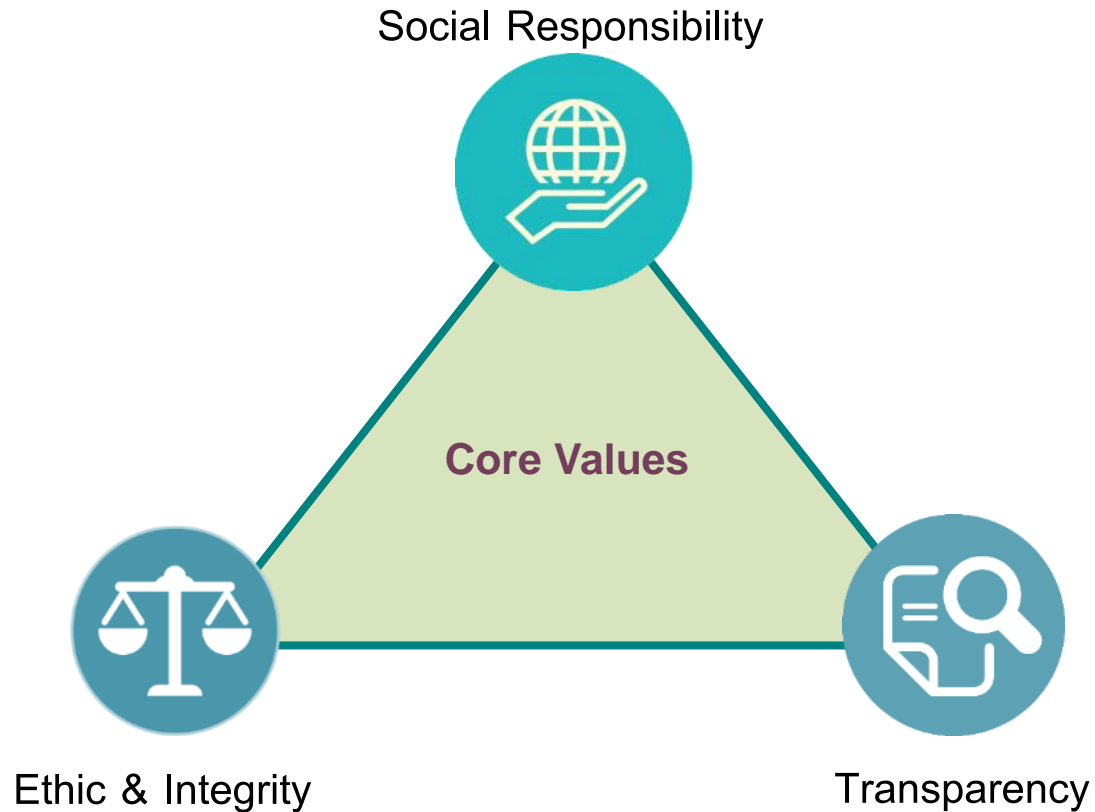 Social Responsibility
Core Values
Ethic & Integrity
Transparency